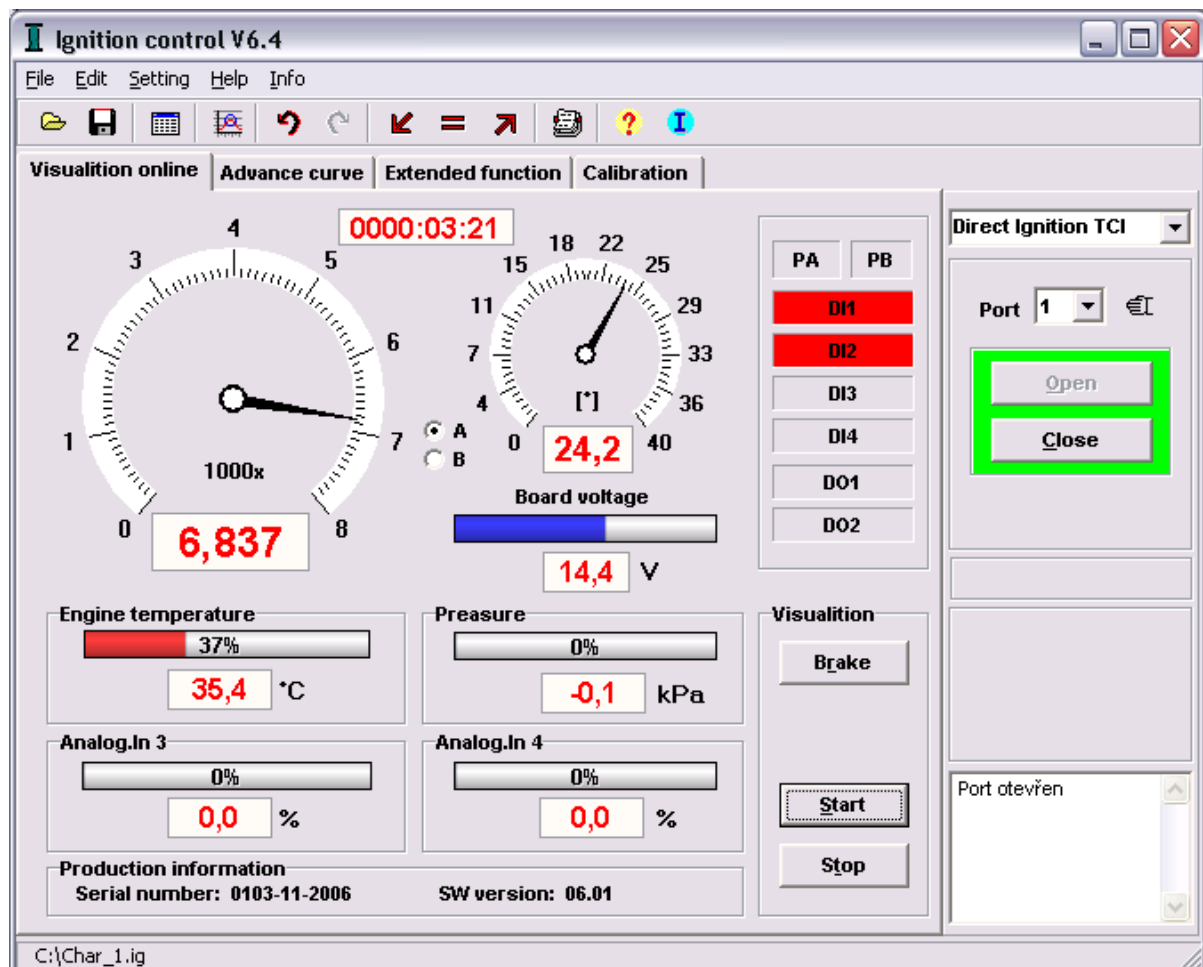 Ignition control V6.4
File Edit Setting Help Info
Visualition online Advance curve Extended function Calibration
0000:03:21
0 1 2 3 4 5 6 7 8
1000x
6,837
A
B
0 4 7 11 15 18 22 25 29 33 36 40
[°]
24,2
Board voltage
14,4 V
PA PB
DI1
DI2
DI3
DI4
DO1
DO2
Engine temperature
37%
35,4 °C
Preasure
0%
-0,1 kPa
Analog.In 3
0%
0,0 %
Analog.In 4
0%
0,0 %
Visualition
Brake
Start
Stop
Production information
Serial number: 0103-11-2006 SW version: 06.01
Direct Ignition TCI
Port 1
Open
Close
Port otevřen
C:\Char_1.ig